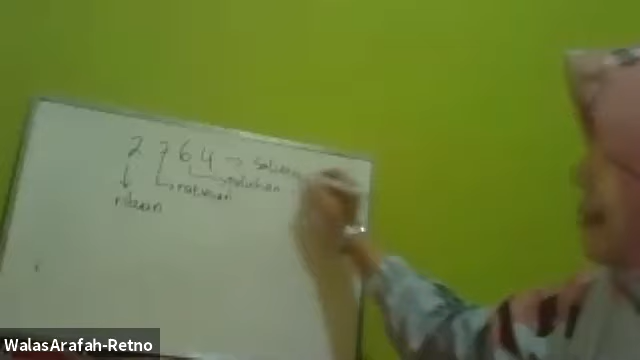 2 7 6 4 → satuan
→ puluhan
→ ratusan
ribuan
WalasArafah-Retno